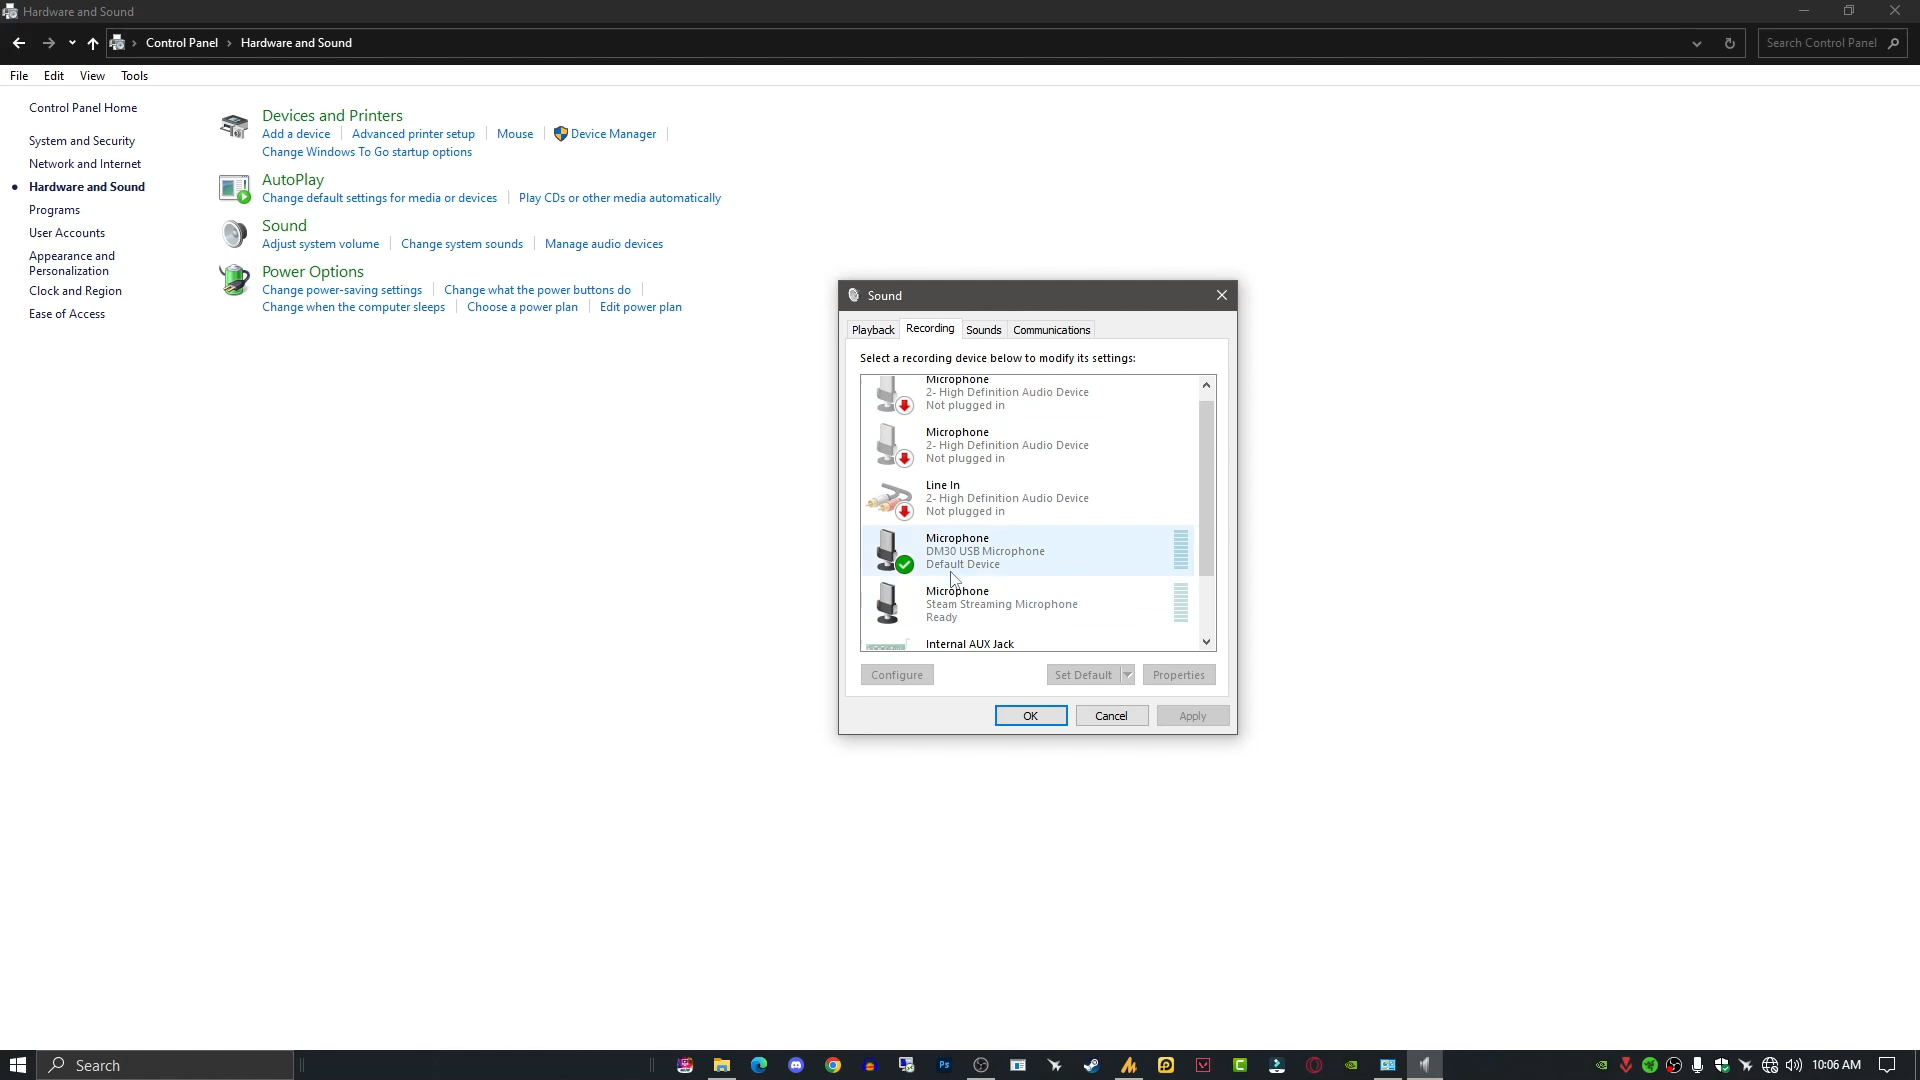 Hardware and Sound
Control Panel > Hardware and Sound
Search Control Panel
File Edit View Tools
Control Panel Home
System and Security
Network and Internet
Hardware and Sound
Programs
User Accounts
Appearance and
Personalization
Clock and Region
Ease of Access
Devices and Printers
Add a device
Advanced printer setup
Mouse
Device Manager
Change Windows To Go startup options
AutoPlay
Change default settings for media or devices
Play CDs or other media automatically
Sound
Adjust system volume
Change system sounds
Manage audio devices
Power Options
Change power-saving settings
Change what the power buttons do
Change when the computer sleeps
Choose a power plan
Edit power plan
Sound
Playback Recording Sounds Communications
Select a recording device below to modify its settings:
Microphone
2- High Definition Audio Device
Not plugged in
Microphone
2- High Definition Audio Device
Not plugged in
Line In
2- High Definition Audio Device
Not plugged in
Microphone
DM30 USB Microphone
Default Device
Microphone
Steam Streaming Microphone
Ready
Internal AUX Jack
Configure
Set Default
Properties
OK
Cancel
Apply
Search
Ps
10:06 AM